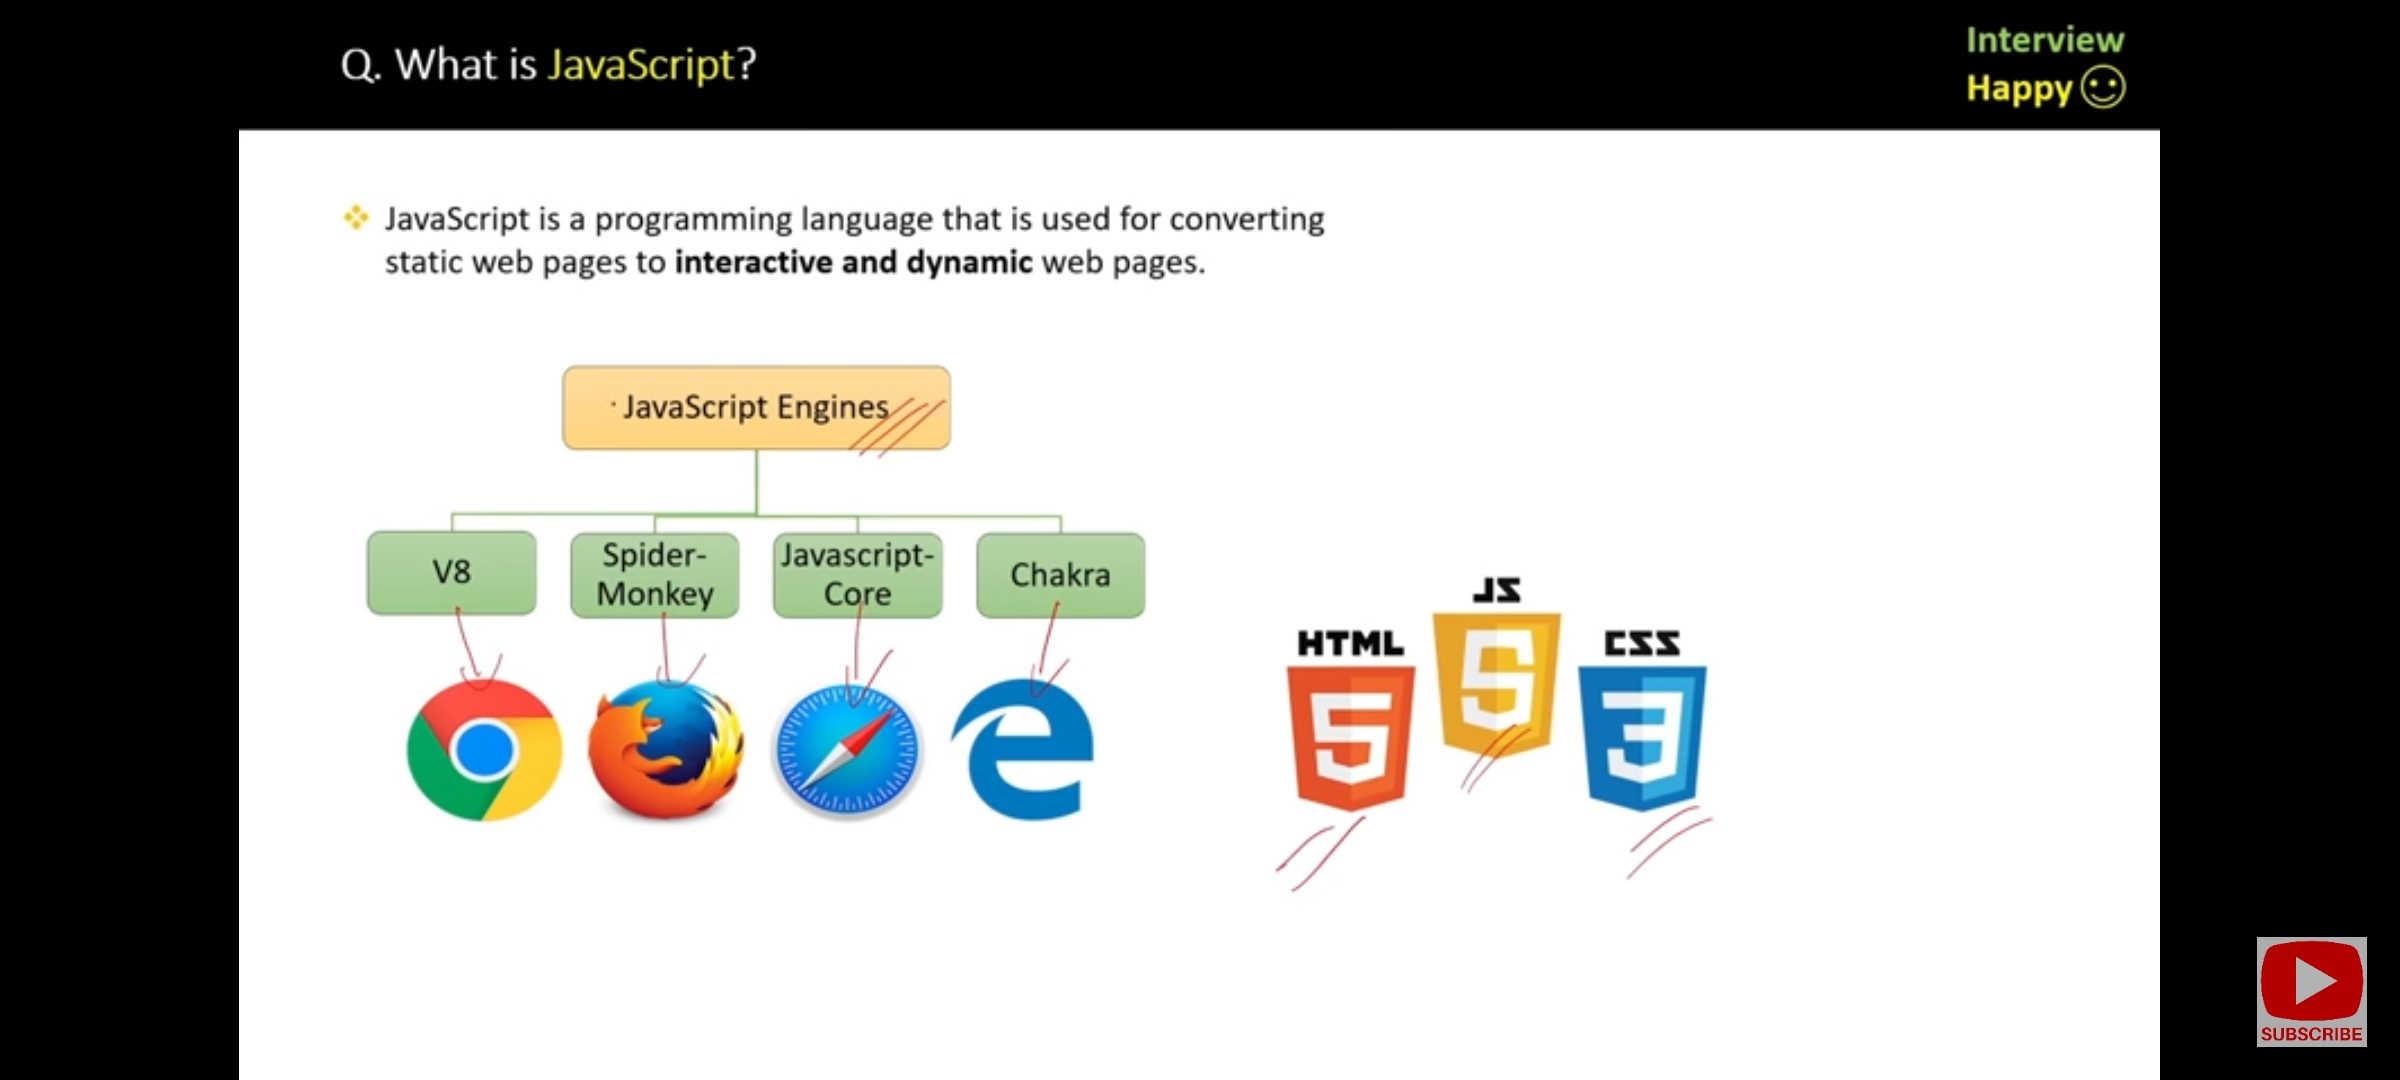 Q. What is JavaScript?
Interview
Happy
JavaScript is a programming language that is used for converting
static web pages to interactive and dynamic web pages.
JavaScript Engines
V8
Spider-
Monkey
Javascript-
Core
Chakra
JS
HTML
CSS
5
5
3
SUBSCRIBE